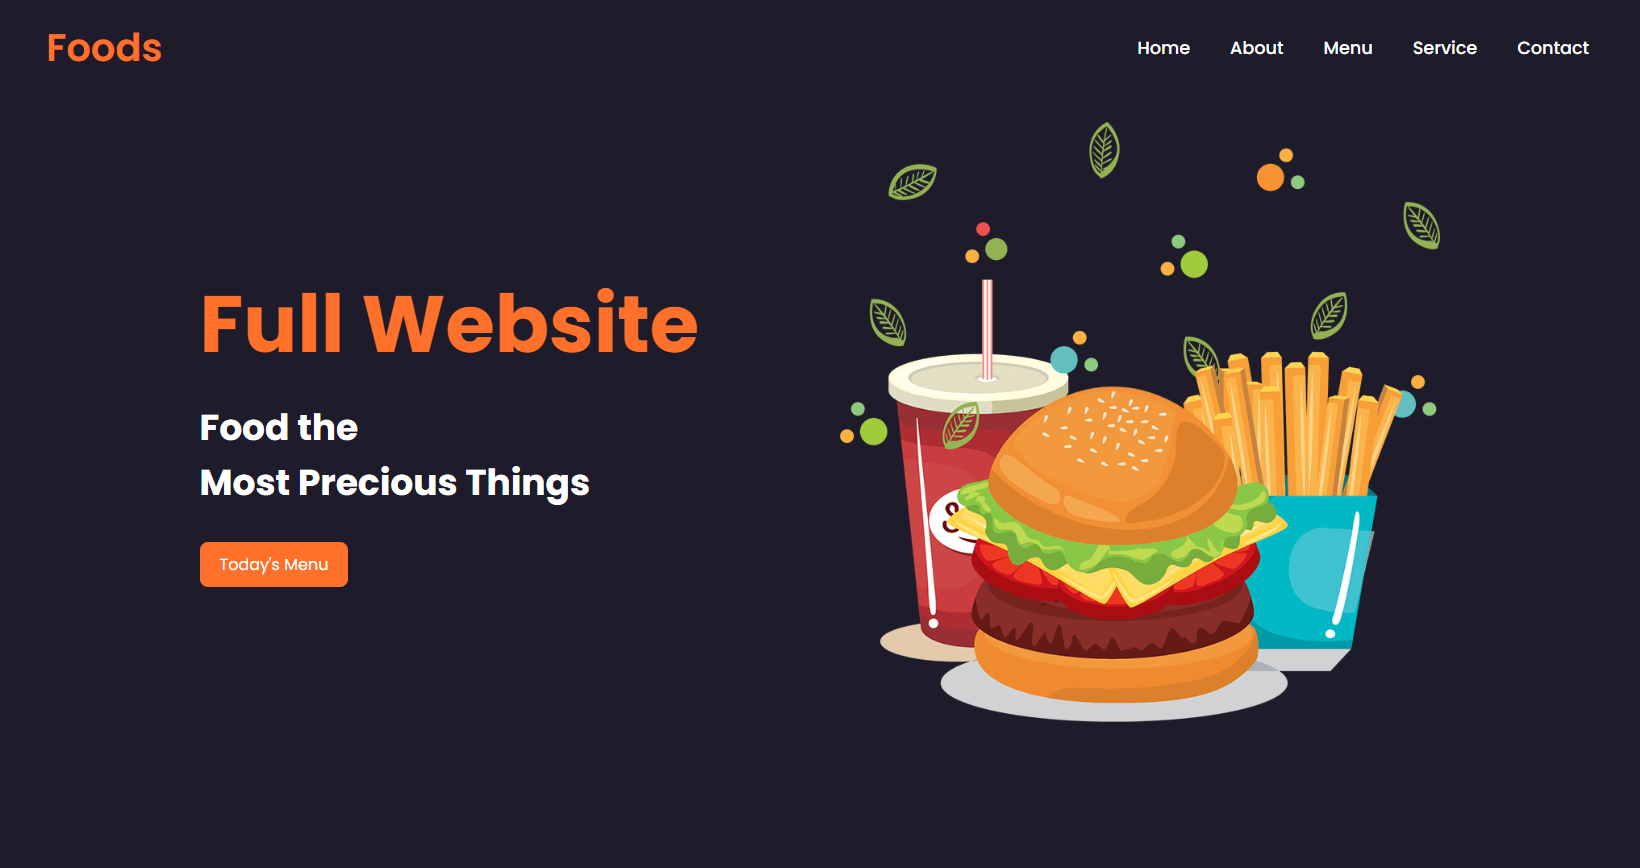 Foods
Home About Menu Service Contact
Full Website
Food the
Most Precious Things
Today's Menu